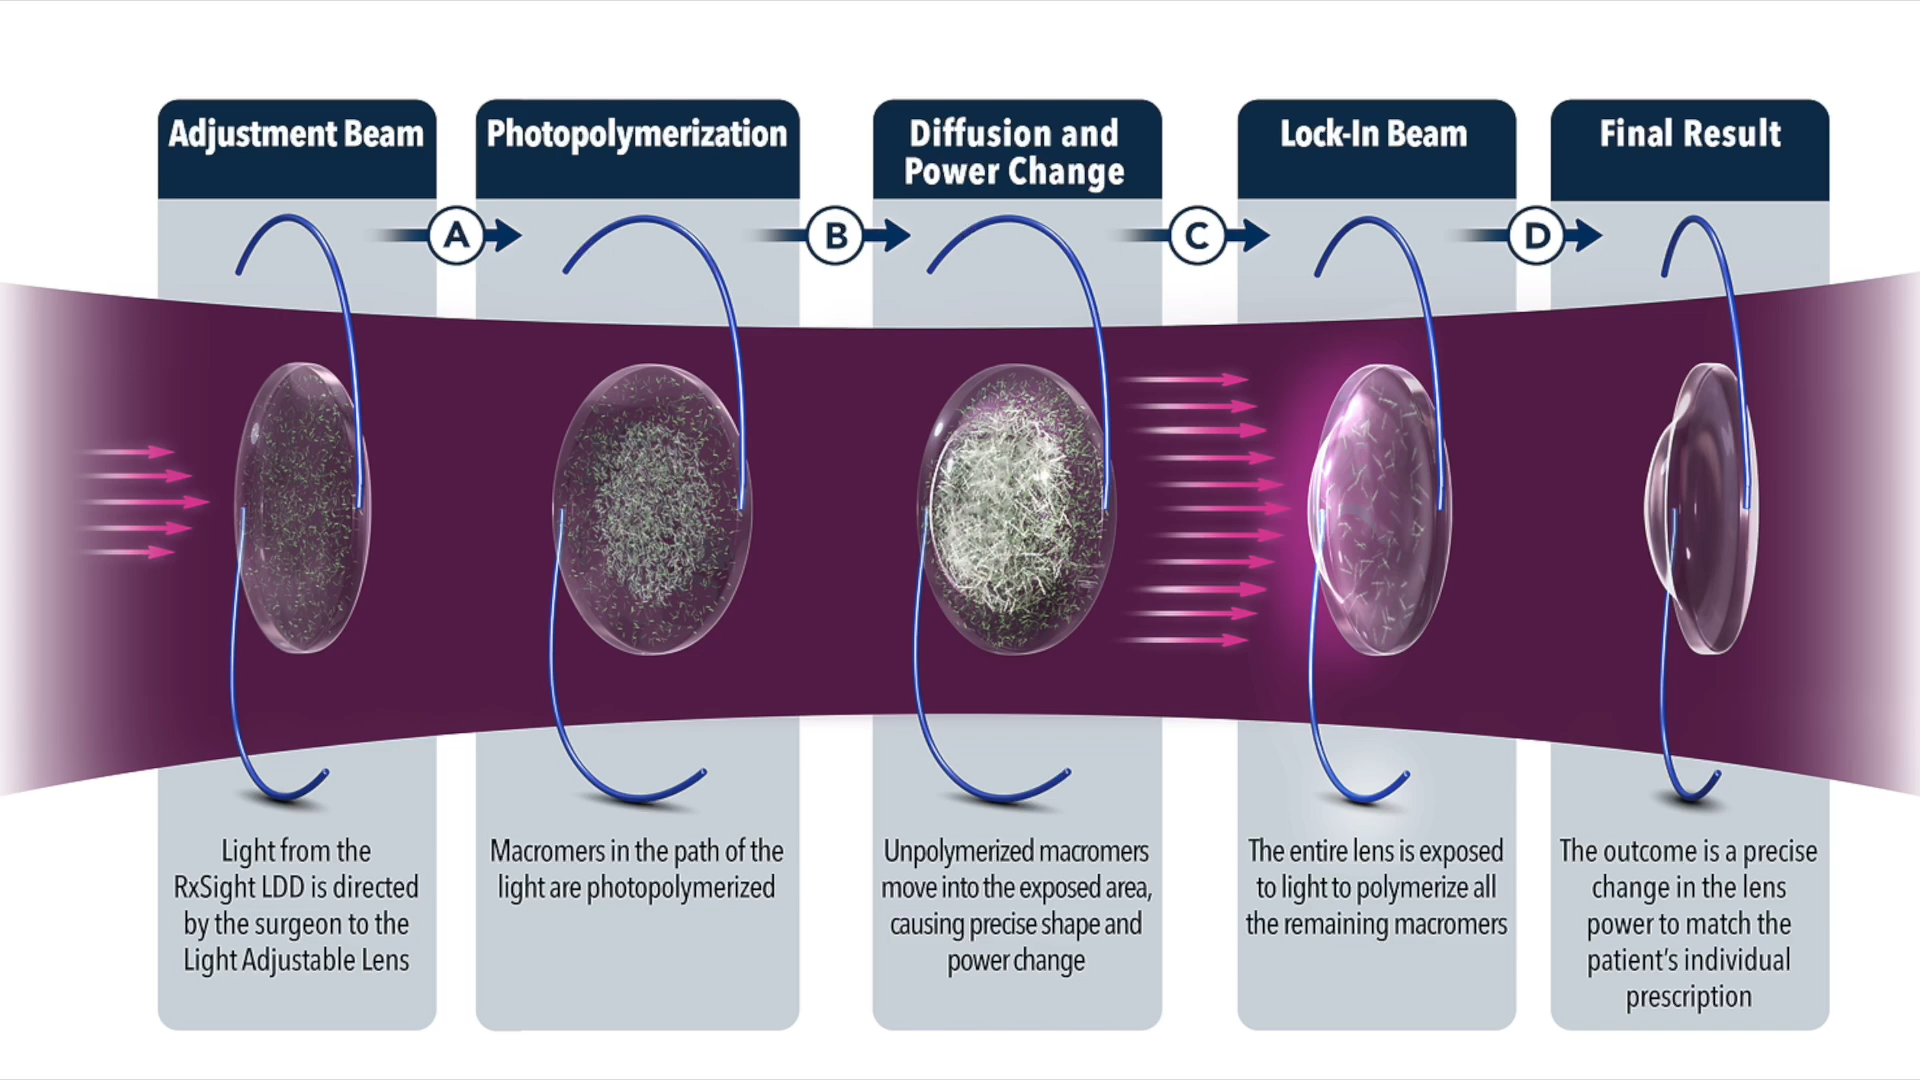 Adjustment Beam
Light from the
RxSight LDD is directed
by the surgeon to the
Light Adjustable Lens
A
Photopolymerization
Macromers in the path of the
light are photopolymerized
B
Diffusion and
Power Change
Unpolymerized macromers
move into the exposed area,
causing precise shape and
power change
C
Lock-In Beam
The entire lens is exposed
to light to polymerize all
the remaining macromers
D
Final Result
The outcome is a precise
change in the lens
power to match the
patient's individual
prescription